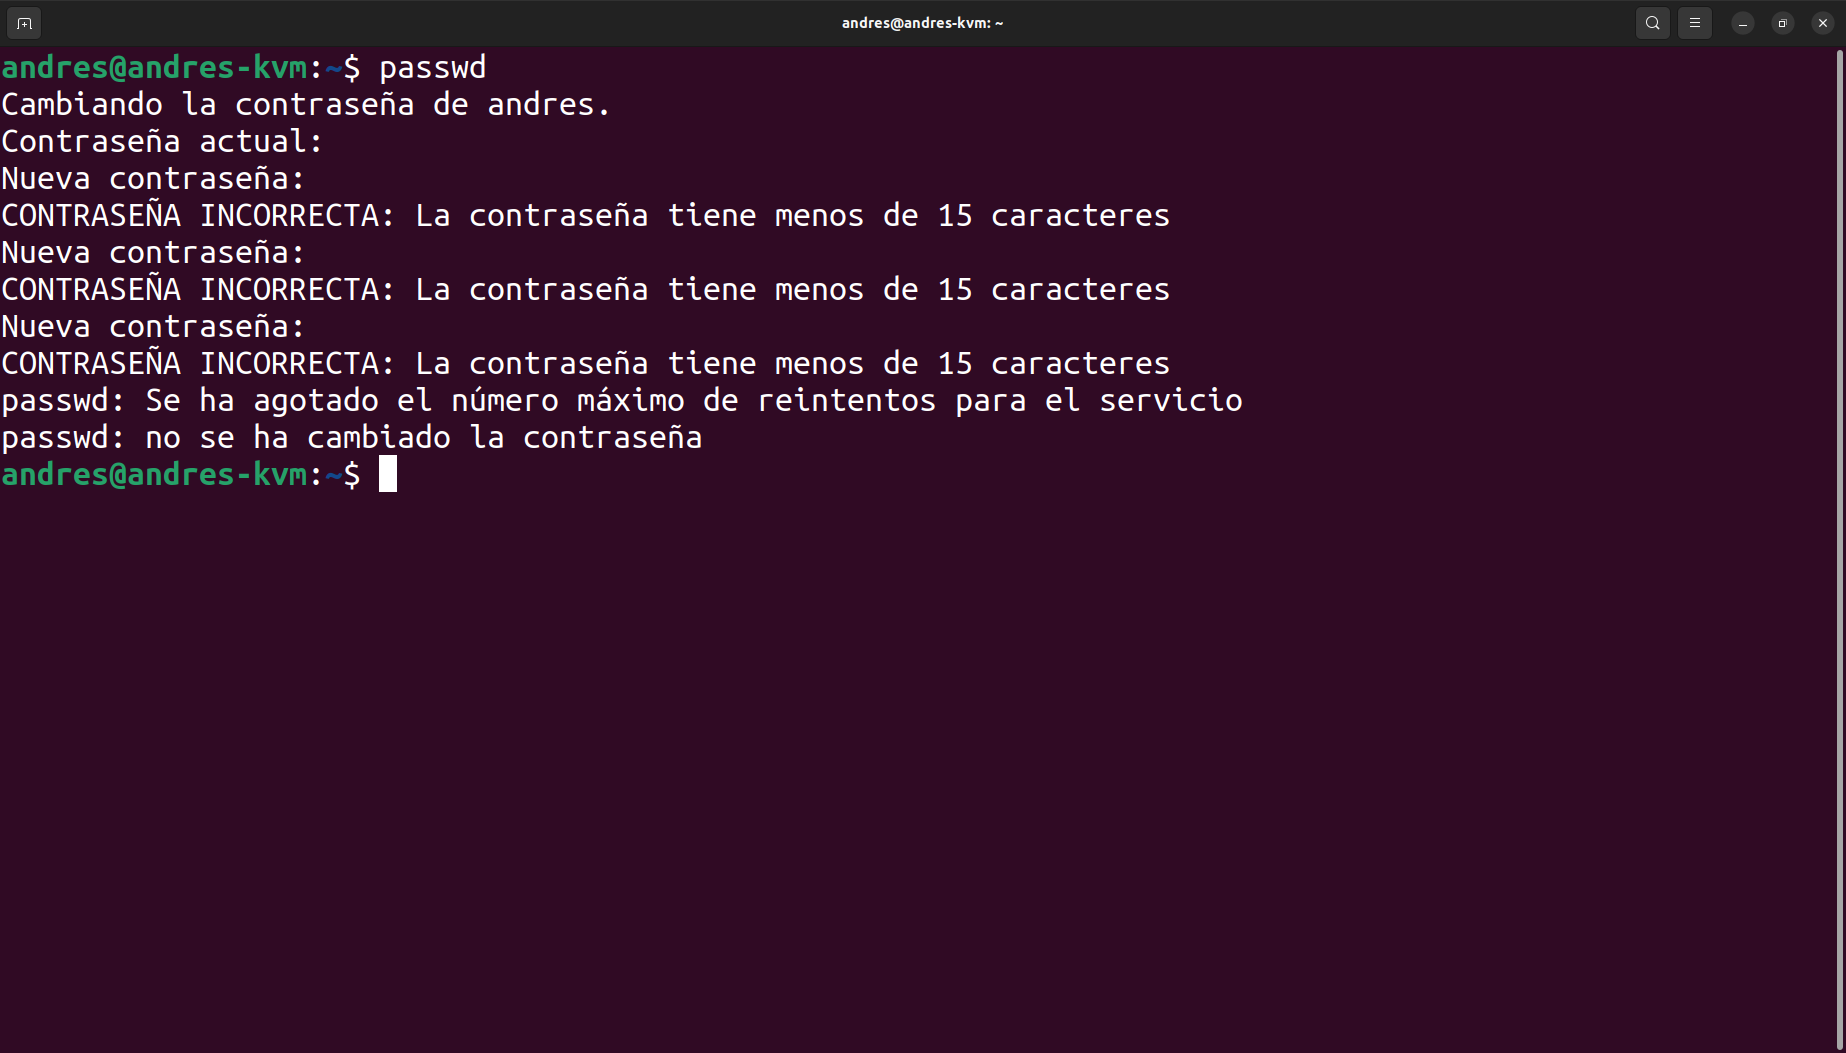 andres@andres-kvm: ~
andres@andres-kvm:~$ passwd
Cambiando la contraseña de andres.
Contraseña actual:
Nueva contraseña:
CONTRASEÑA INCORRECTA: La contraseña tiene menos de 15 caracteres
Nueva contraseña:
CONTRASEÑA INCORRECTA: La contraseña tiene menos de 15 caracteres
Nueva contraseña:
CONTRASEÑA INCORRECTA: La contraseña tiene menos de 15 caracteres
passwd: Se ha agotado el número máximo de reintentos para el servicio
passwd: no se ha cambiado la contraseña
andres@andres-kvm:~$